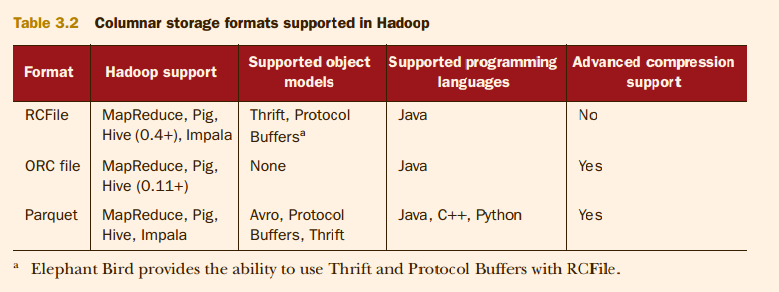 Table 3.2 Columnar storage formats supported in Hadoop
Format Hadoop support Supported object models Supported programming languages Advanced compression support
RCFile MapReduce, Pig, Thrift, Protocol Java No
Hive (0.4+), Impala Buffersᵃ
ORC file MapReduce, Pig, None Java Yes
Hive (0.11+)
Parquet MapReduce, Pig, Avro, Protocol Java, C++, Python Yes
Hive, Impala Buffers, Thrift
ᵃ Elephant Bird provides the ability to use Thrift and Protocol Buffers with RCFile.